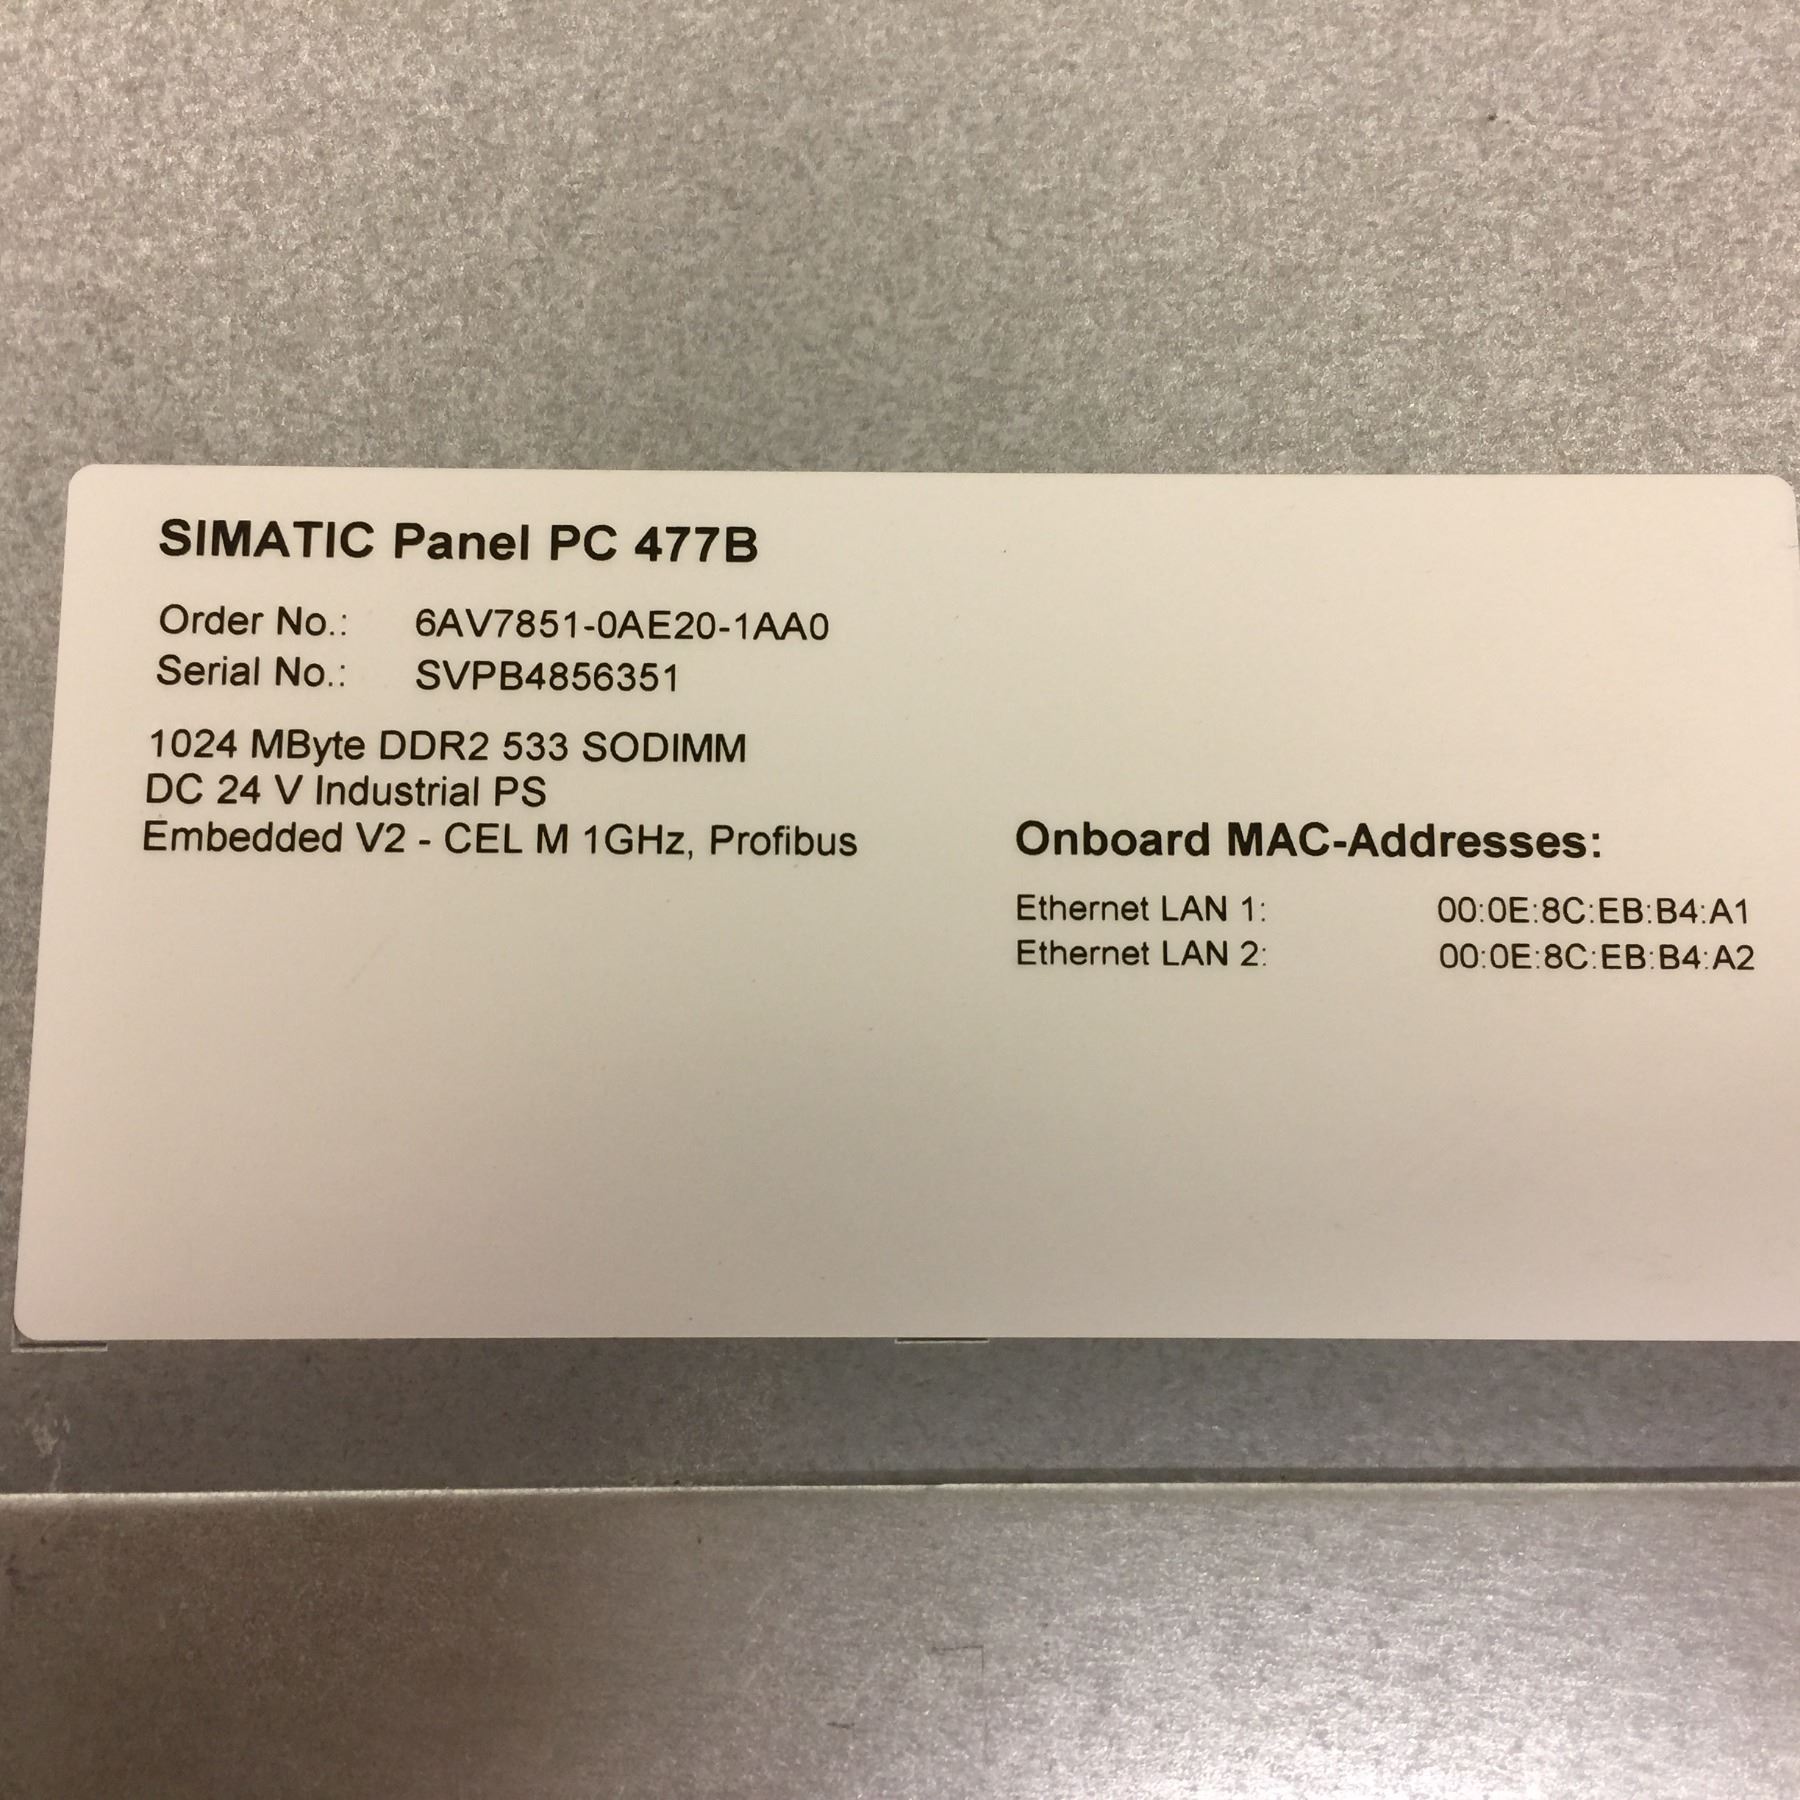 SIMATIC Panel PC 477B
Order No.: 6AV7851-0AE20-1AA0
Serial No.: SVPB4856351
1024 MByte DDR2 533 SODIMM
DC 24 V Industrial PS
Embedded V2 - CEL M 1GHz, Profibus
Onboard MAC-Addresses:
Ethernet LAN 1: 00:0E:8C:EB:B4:A1
Ethernet LAN 2: 00:0E:8C:EB:B4:A2